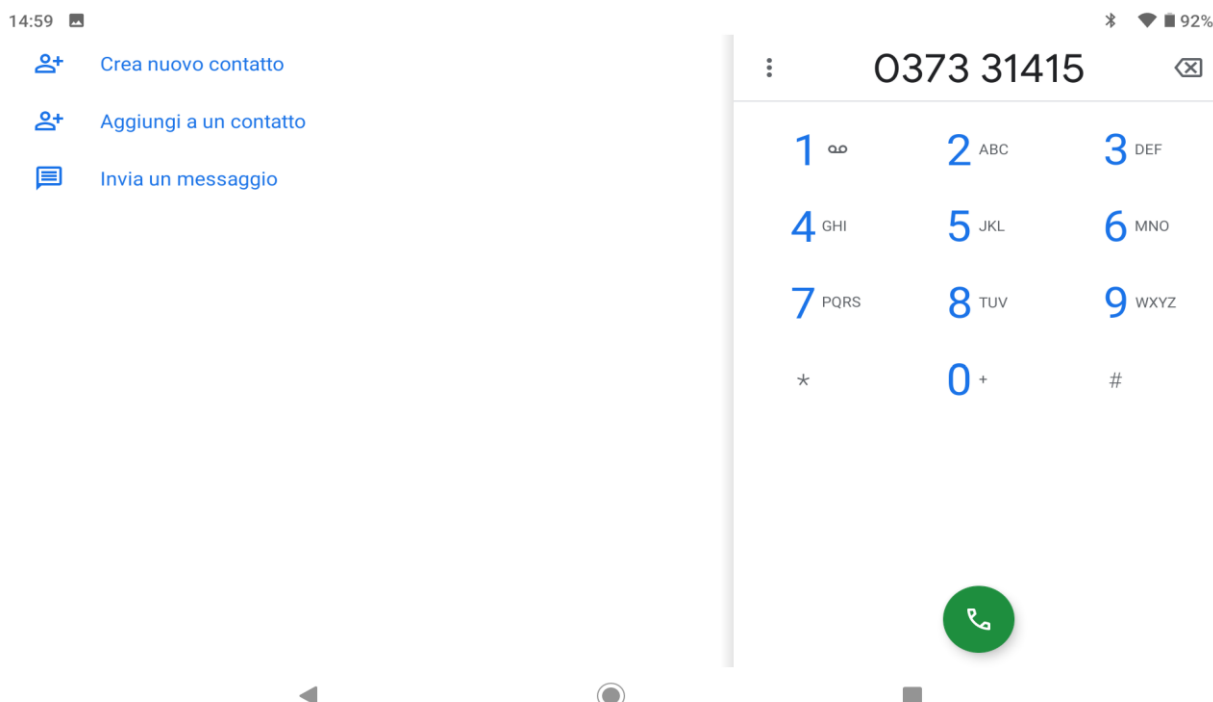 14:59 92%
Crea nuovo contatto
Aggiungi a un contatto
Invia un messaggio
0373 31415
1 2 ABC 3 DEF
4 GHI 5 JKL 6 MNO
7 PQRS 8 TUV 9 WXYZ
* 0 + #